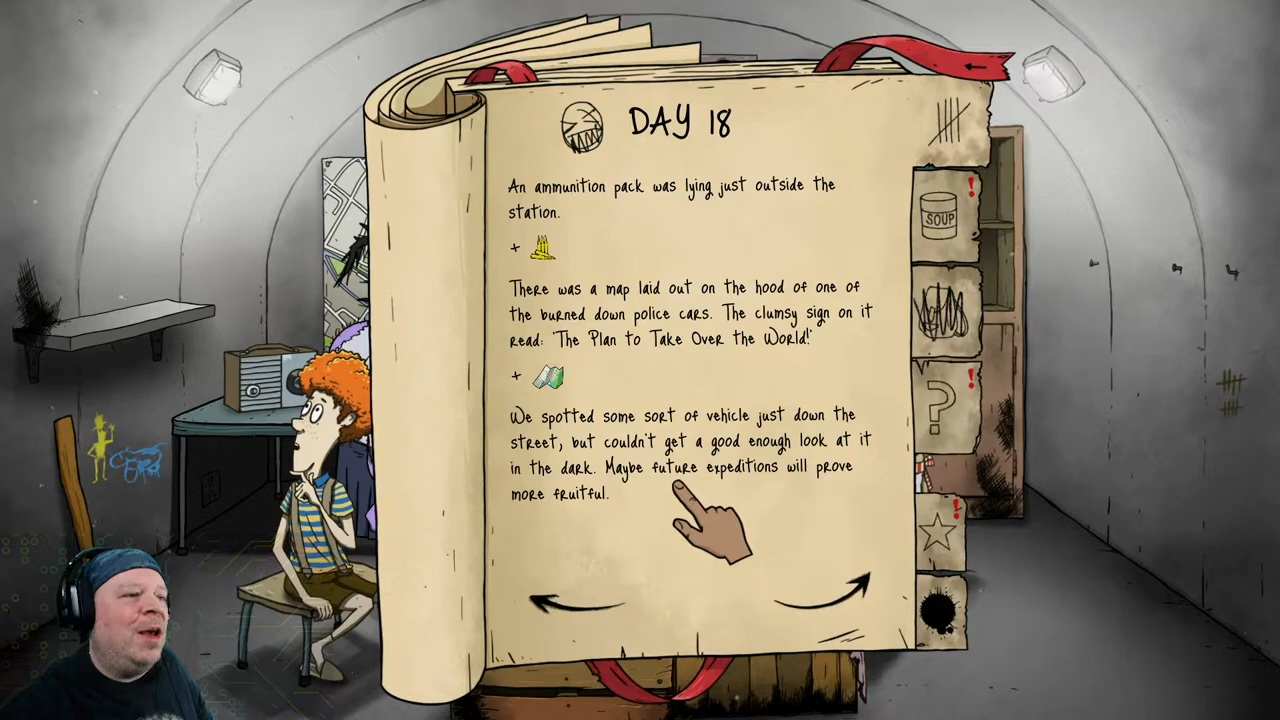 DAY 18
An ammunition pack was lying just outside the
station.
+
There was a map laid out on the hood of one of
the burned down police cars. The clumsy sign on it
read: 'The Plan to Take Over the World!'
+
We spotted some sort of vehicle just down the
street, but couldn't get a good enough look at it
in the dark. Maybe future expeditions will prove
more fruitful.
!
SOUP
!
?
!